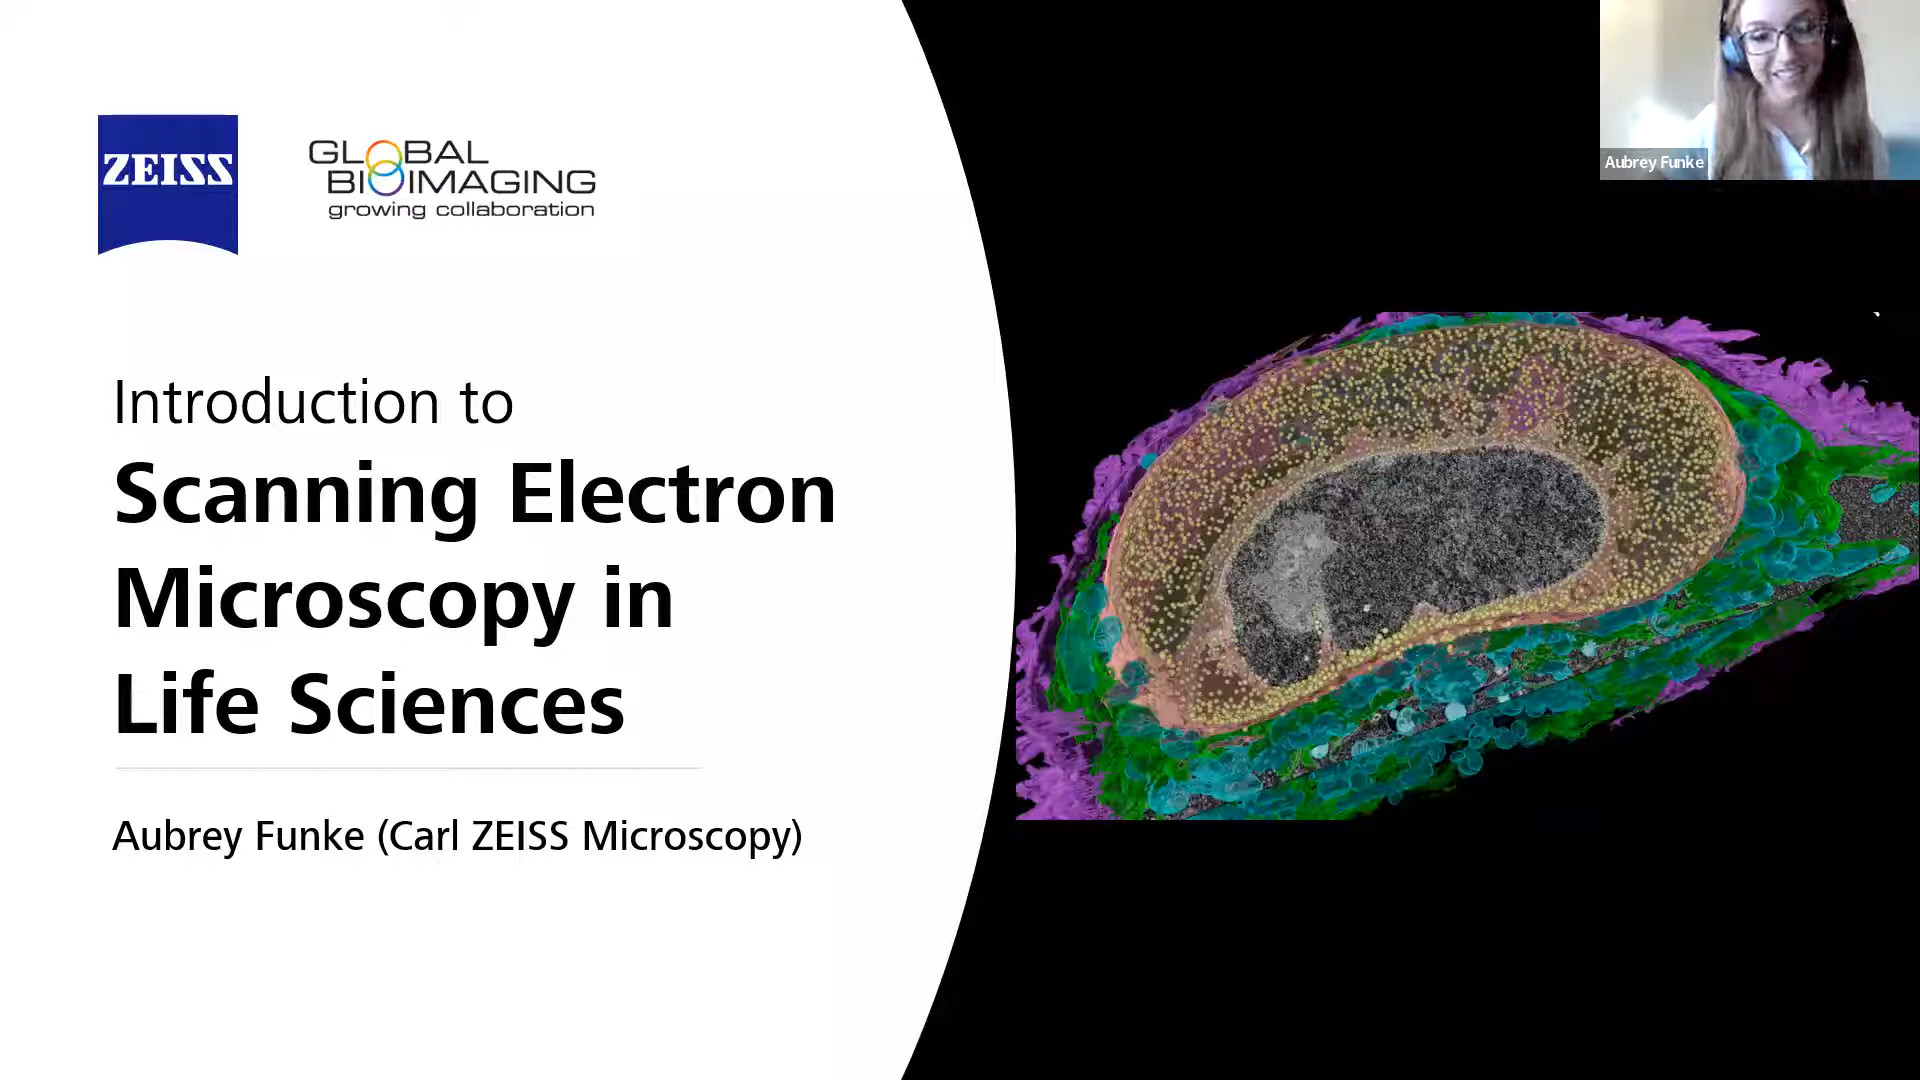 ZEISS
GLOBAL
BIOIMAGING
growing collaboration
Introduction to
Scanning Electron
Microscopy in
Life Sciences
Aubrey Funke (Carl ZEISS Microscopy)
Aubrey Funke